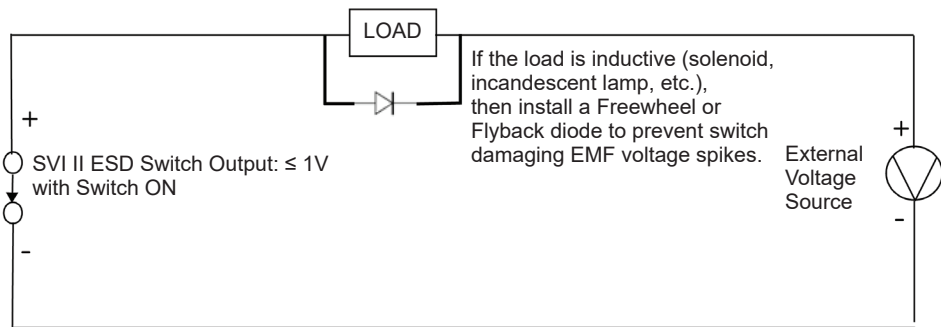 LOAD
If the load is inductive (solenoid,
incandescent lamp, etc.),
then install a Freewheel or
Flyback diode to prevent switch
damaging EMF voltage spikes.
+
SVI II ESD Switch Output: ≤ 1V
with Switch ON
-
+
External
Voltage
Source
-